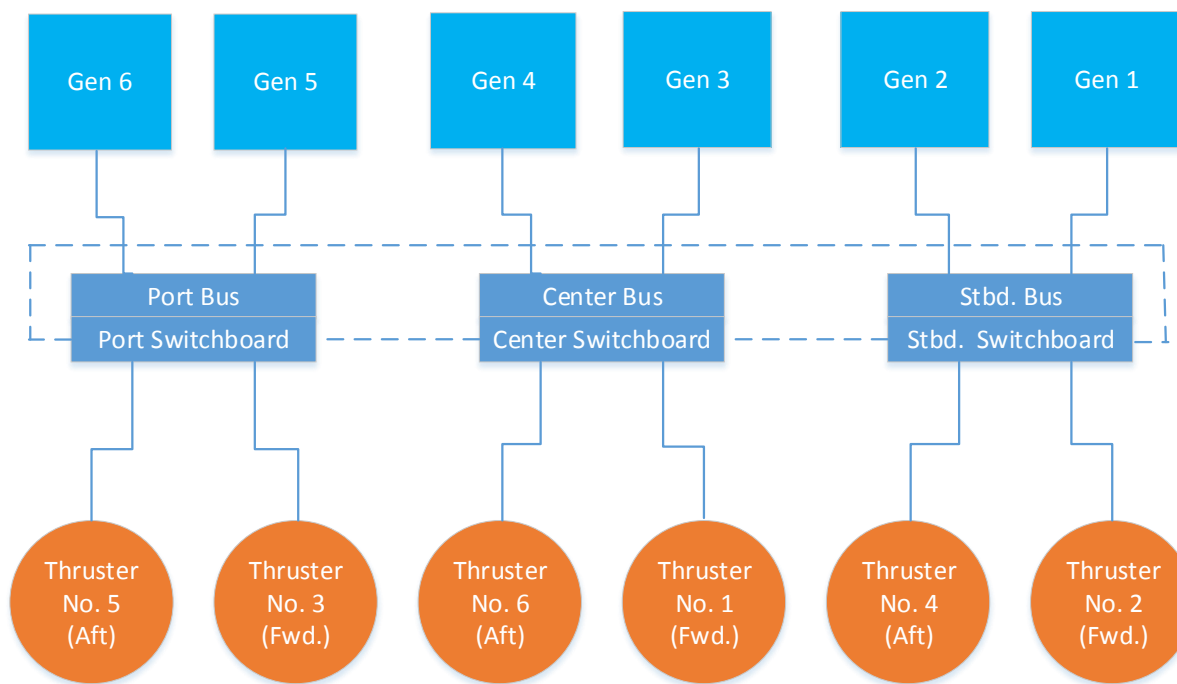 Gen 6
Gen 5
Gen 4
Gen 3
Gen 2
Gen 1
Port Bus
Port Switchboard
Center Bus
Center Switchboard
Stbd. Bus
Stbd. Switchboard
Thruster
No. 5
(Aft)
Thruster
No. 3
(Fwd.)
Thruster
No. 6
(Aft)
Thruster
No. 1
(Fwd.)
Thruster
No. 4
(Aft)
Thruster
No. 2
(Fwd.)